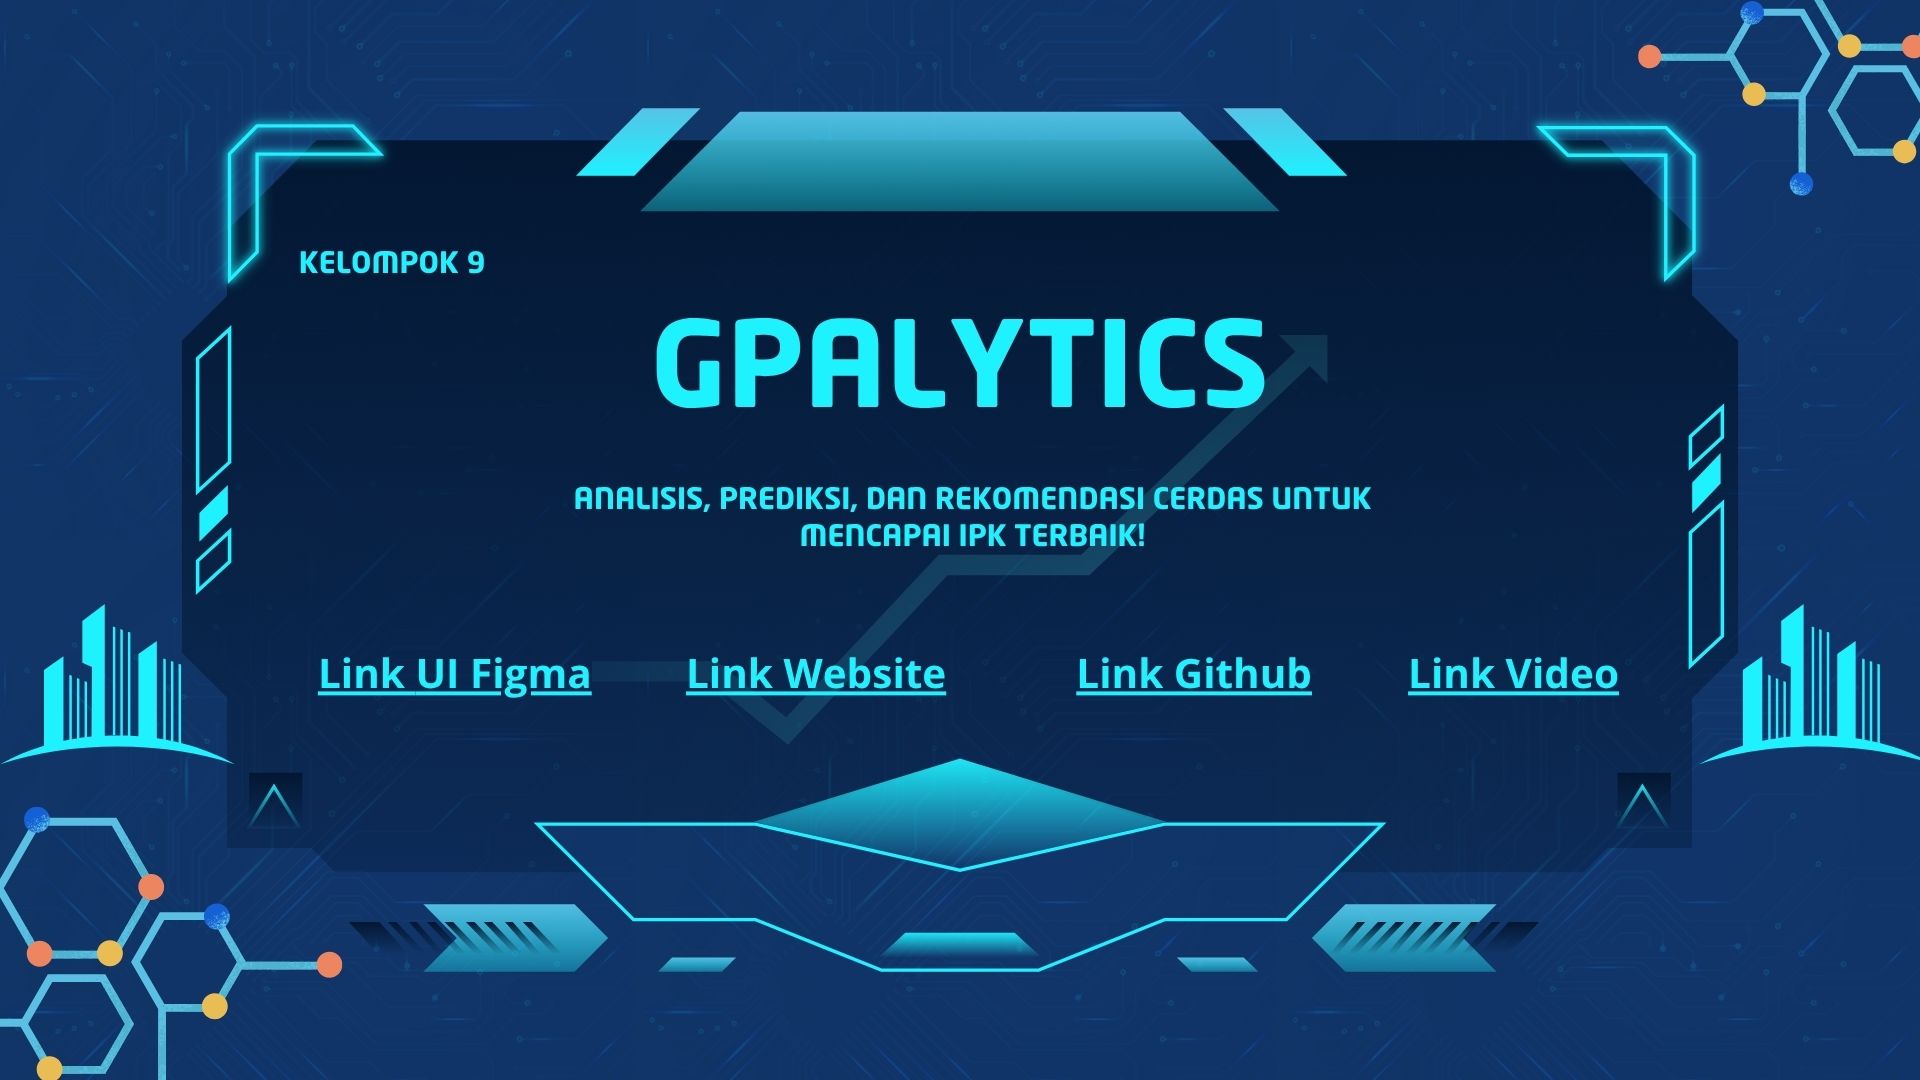 KELOMPOK 9
GPALYTICS
ANALISIS, PREDIKSI, DAN REKOMENDASI CERDAS UNTUK
MENCAPAI IPK TERBAIK!
Link UI Figma
Link Website
Link Github
Link Video